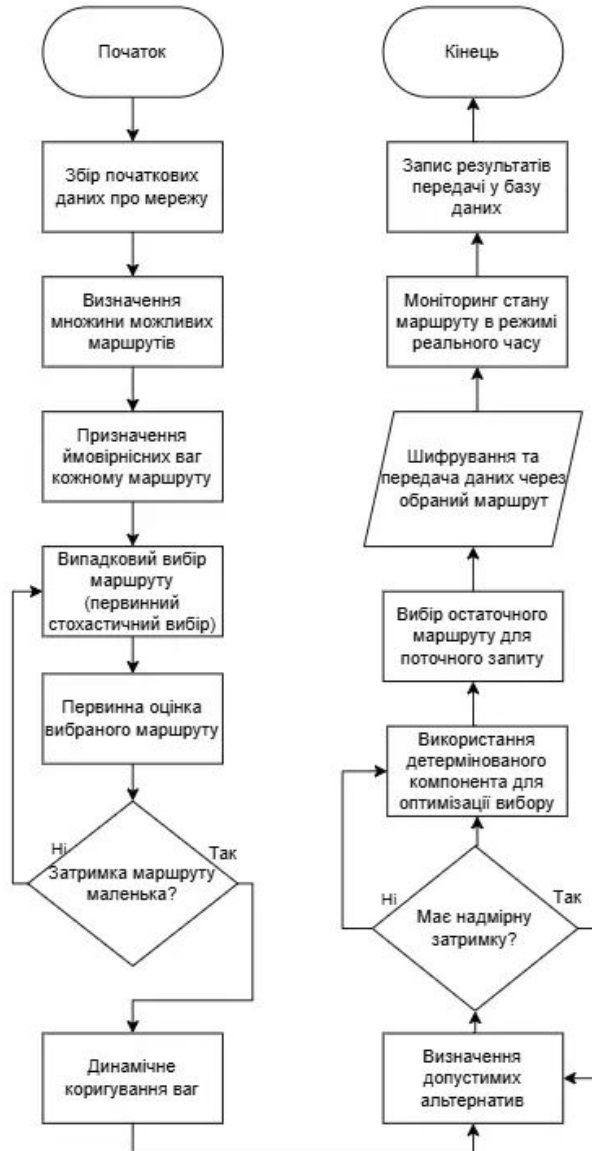 Початок
Збір початкових
даних про мережу
Визначення
множини можливих
маршрутів
Призначення
ймовірнісних ваг
кожному маршруту
Випадковий вибір
маршруту
(первинний
стохастичний вибір)
Первинна оцінка
вибраного маршруту
Ні
Так
Затримка маршруту
маленька?
Динамічне
коригування ваг
Кінець
Запис результатів
передачі у базу
даних
Моніторинг стану
маршруту в режимі
реального часу
Шифрування та
передача даних через
обраний маршрут
Вибір остаточного
маршруту для
поточного запиту
Використання
детермінованого
компонента для
оптимізації вибору
Ні
Так
Має надмірну
затримку?
Визначення
допустимих
альтернатив